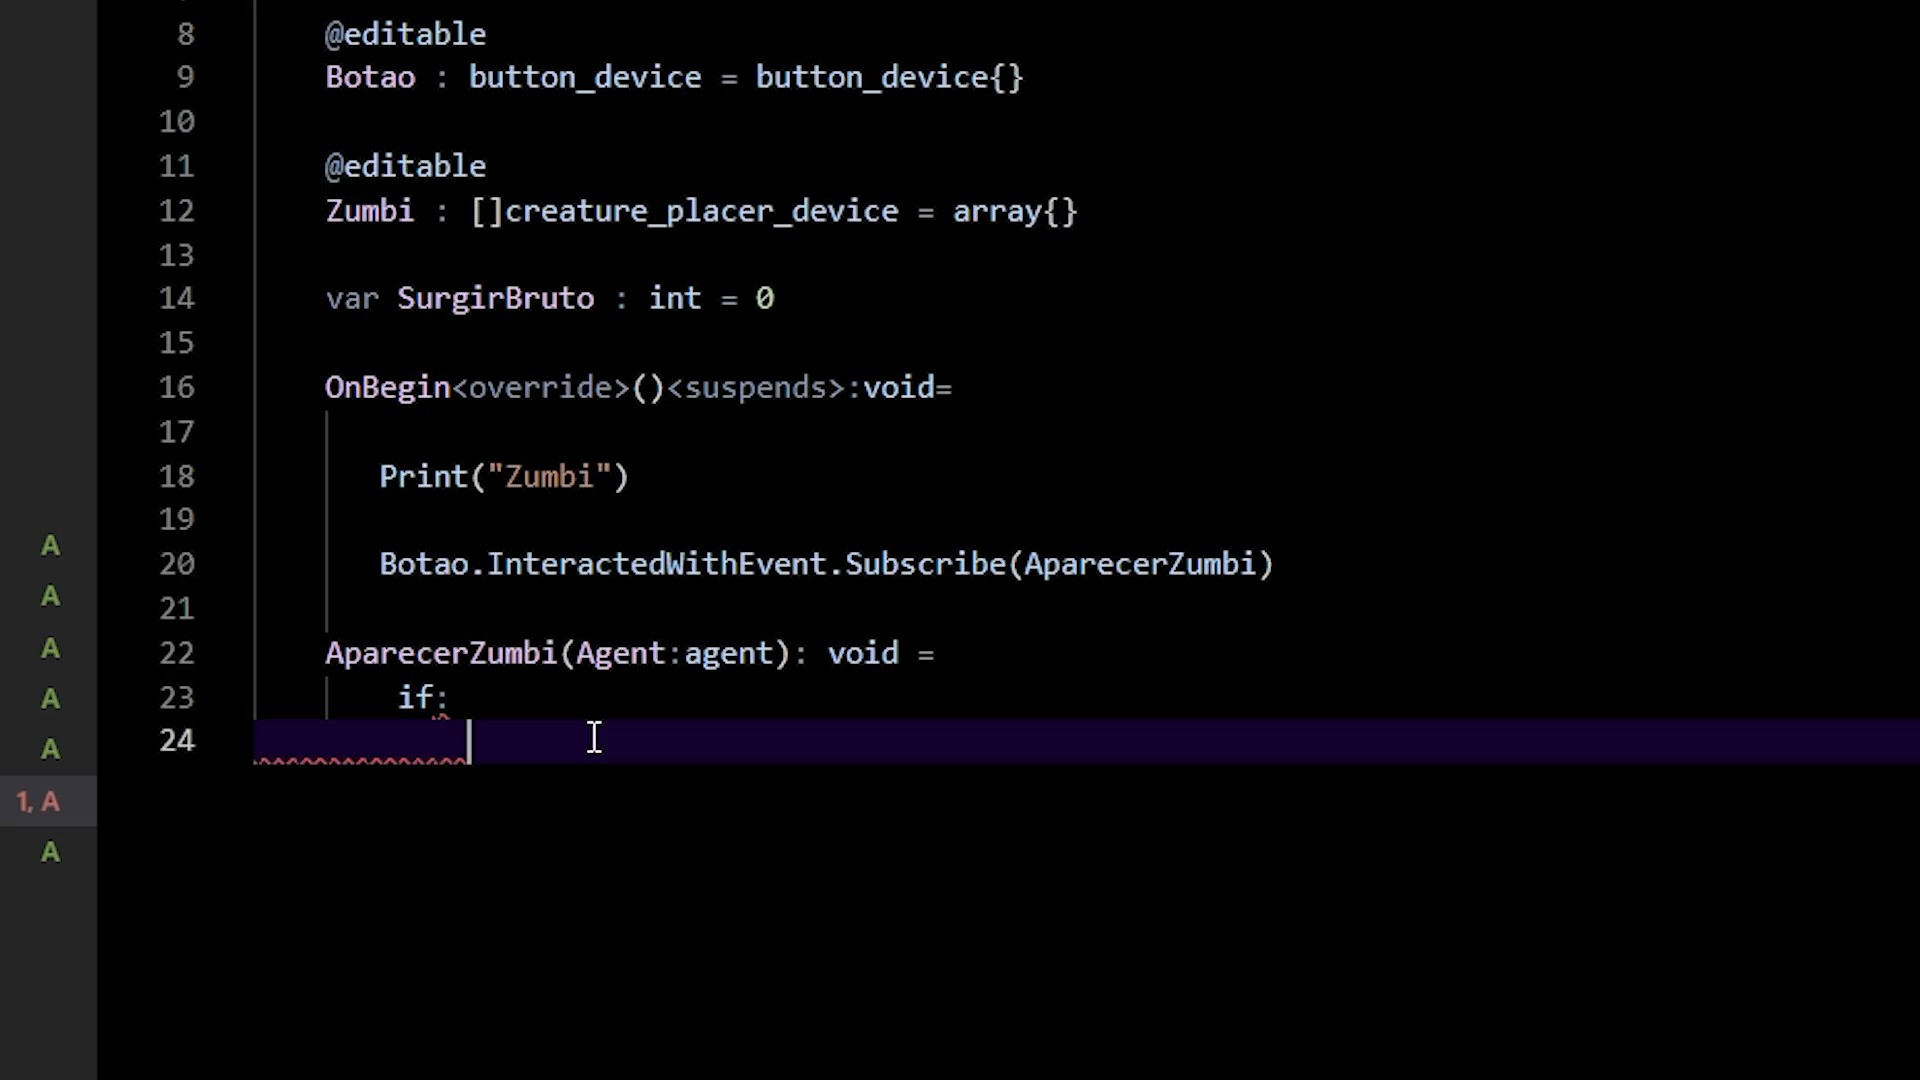 8 @editable
9 Botao : button_device = button_device{}
10
11 @editable
12 Zumbi : []creature_placer_device = array{}
13
14 var SurgirBruto : int = 0
15
16 OnBegin<override>()<suspends>:void=
17
18 Print("Zumbi")
19
A
20 Botao.InteractedWithEvent.Subscribe(AparecerZumbi)
A
21
A
22 AparecerZumbi(Agent:agent): void =
A
23 if:
A
24
1, A
A